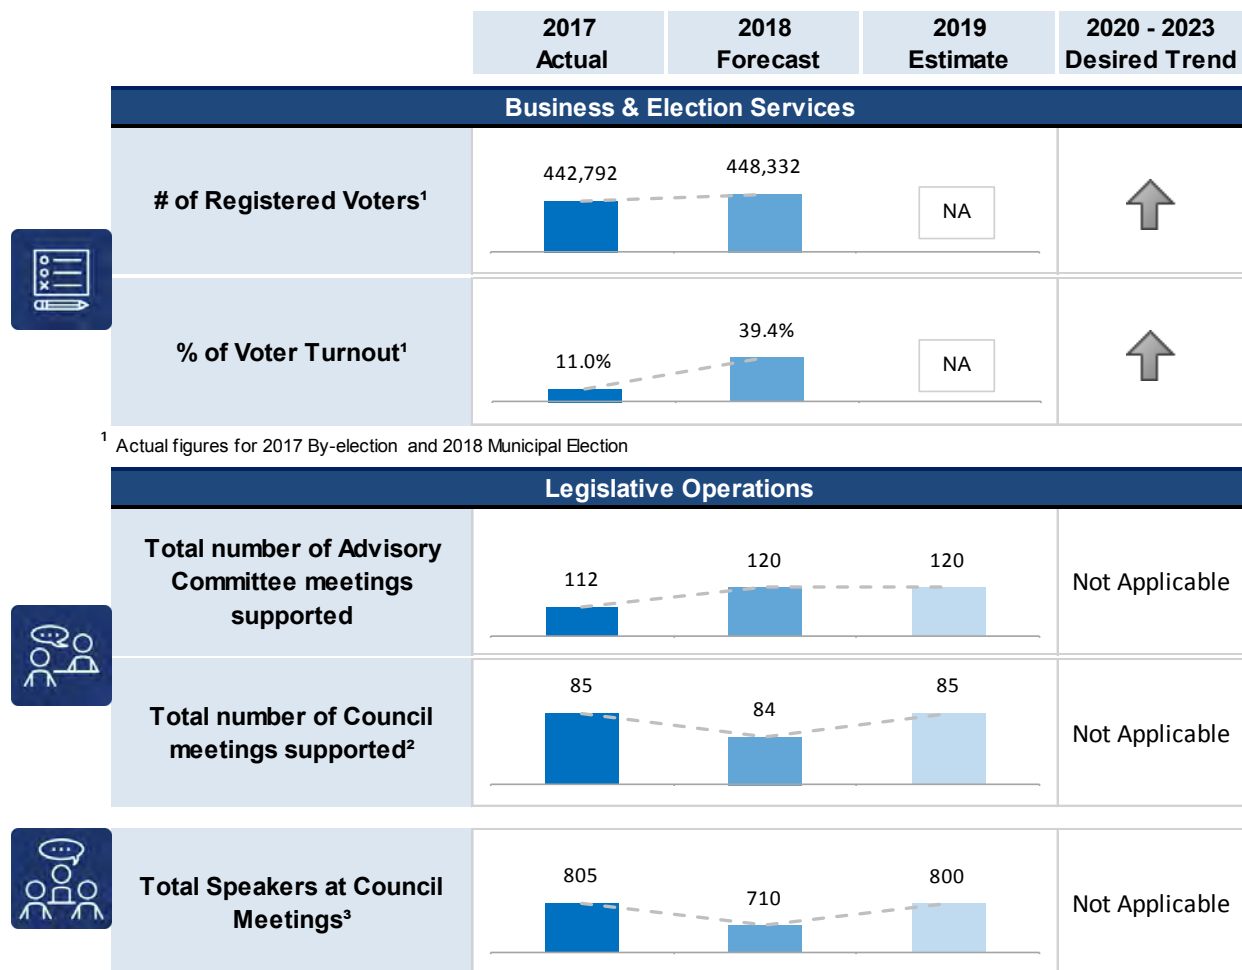 2017
Actual
2018
Forecast
2019
Estimate
2020 - 2023
Desired Trend
Business & Election Services
# of Registered Voters¹
442,792
448,332
NA
% of Voter Turnout¹
11.0%
39.4%
NA
¹ Actual figures for 2017 By-election and 2018 Municipal Election
Legislative Operations
Total number of Advisory
Committee meetings
supported
112
120
120
Not Applicable
Total number of Council
meetings supported²
85
84
85
Not Applicable
Total Speakers at Council
Meetings³
805
710
800
Not Applicable